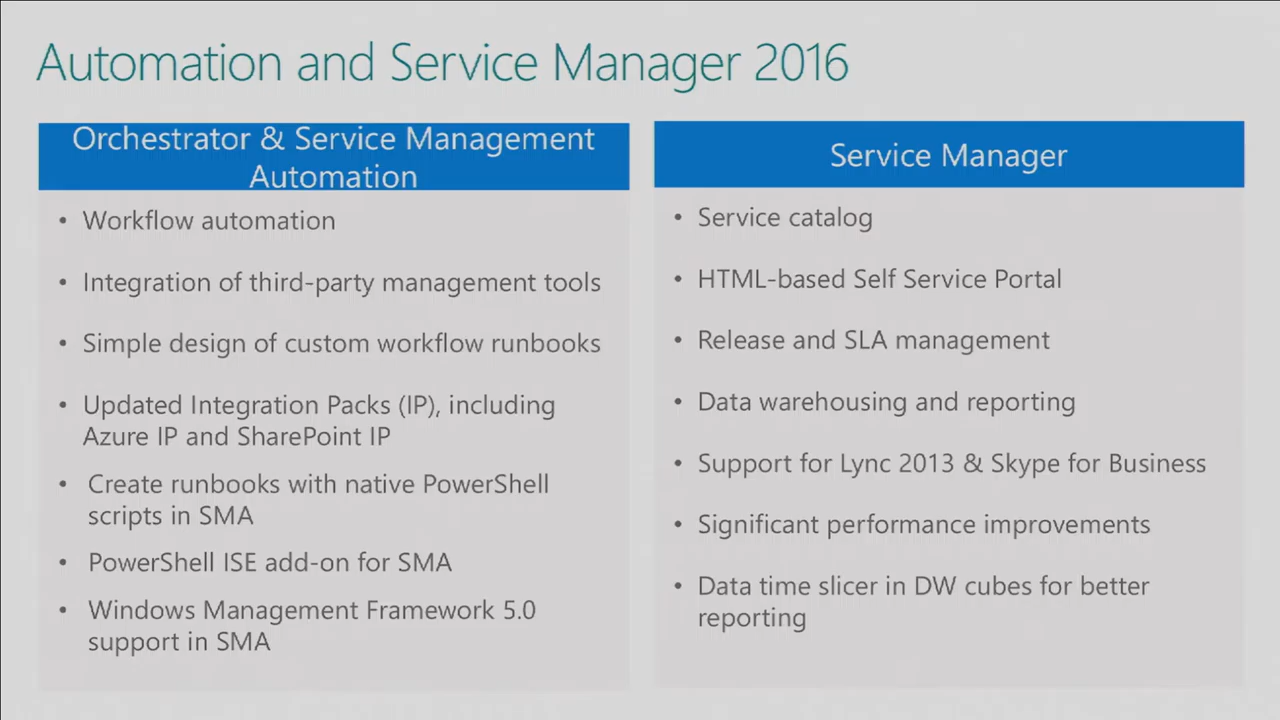 Automation and Service Manager 2016
Orchestrator & Service Management
Automation
• Workflow automation
• Integration of third-party management tools
• Simple design of custom workflow runbooks
• Updated Integration Packs (IP), including
Azure IP and SharePoint IP
• Create runbooks with native PowerShell
scripts in SMA
• PowerShell ISE add-on for SMA
• Windows Management Framework 5.0
support in SMA
Service Manager
• Service catalog
• HTML-based Self Service Portal
• Release and SLA management
• Data warehousing and reporting
• Support for Lync 2013 & Skype for Business
• Significant performance improvements
• Data time slicer in DW cubes for better
reporting